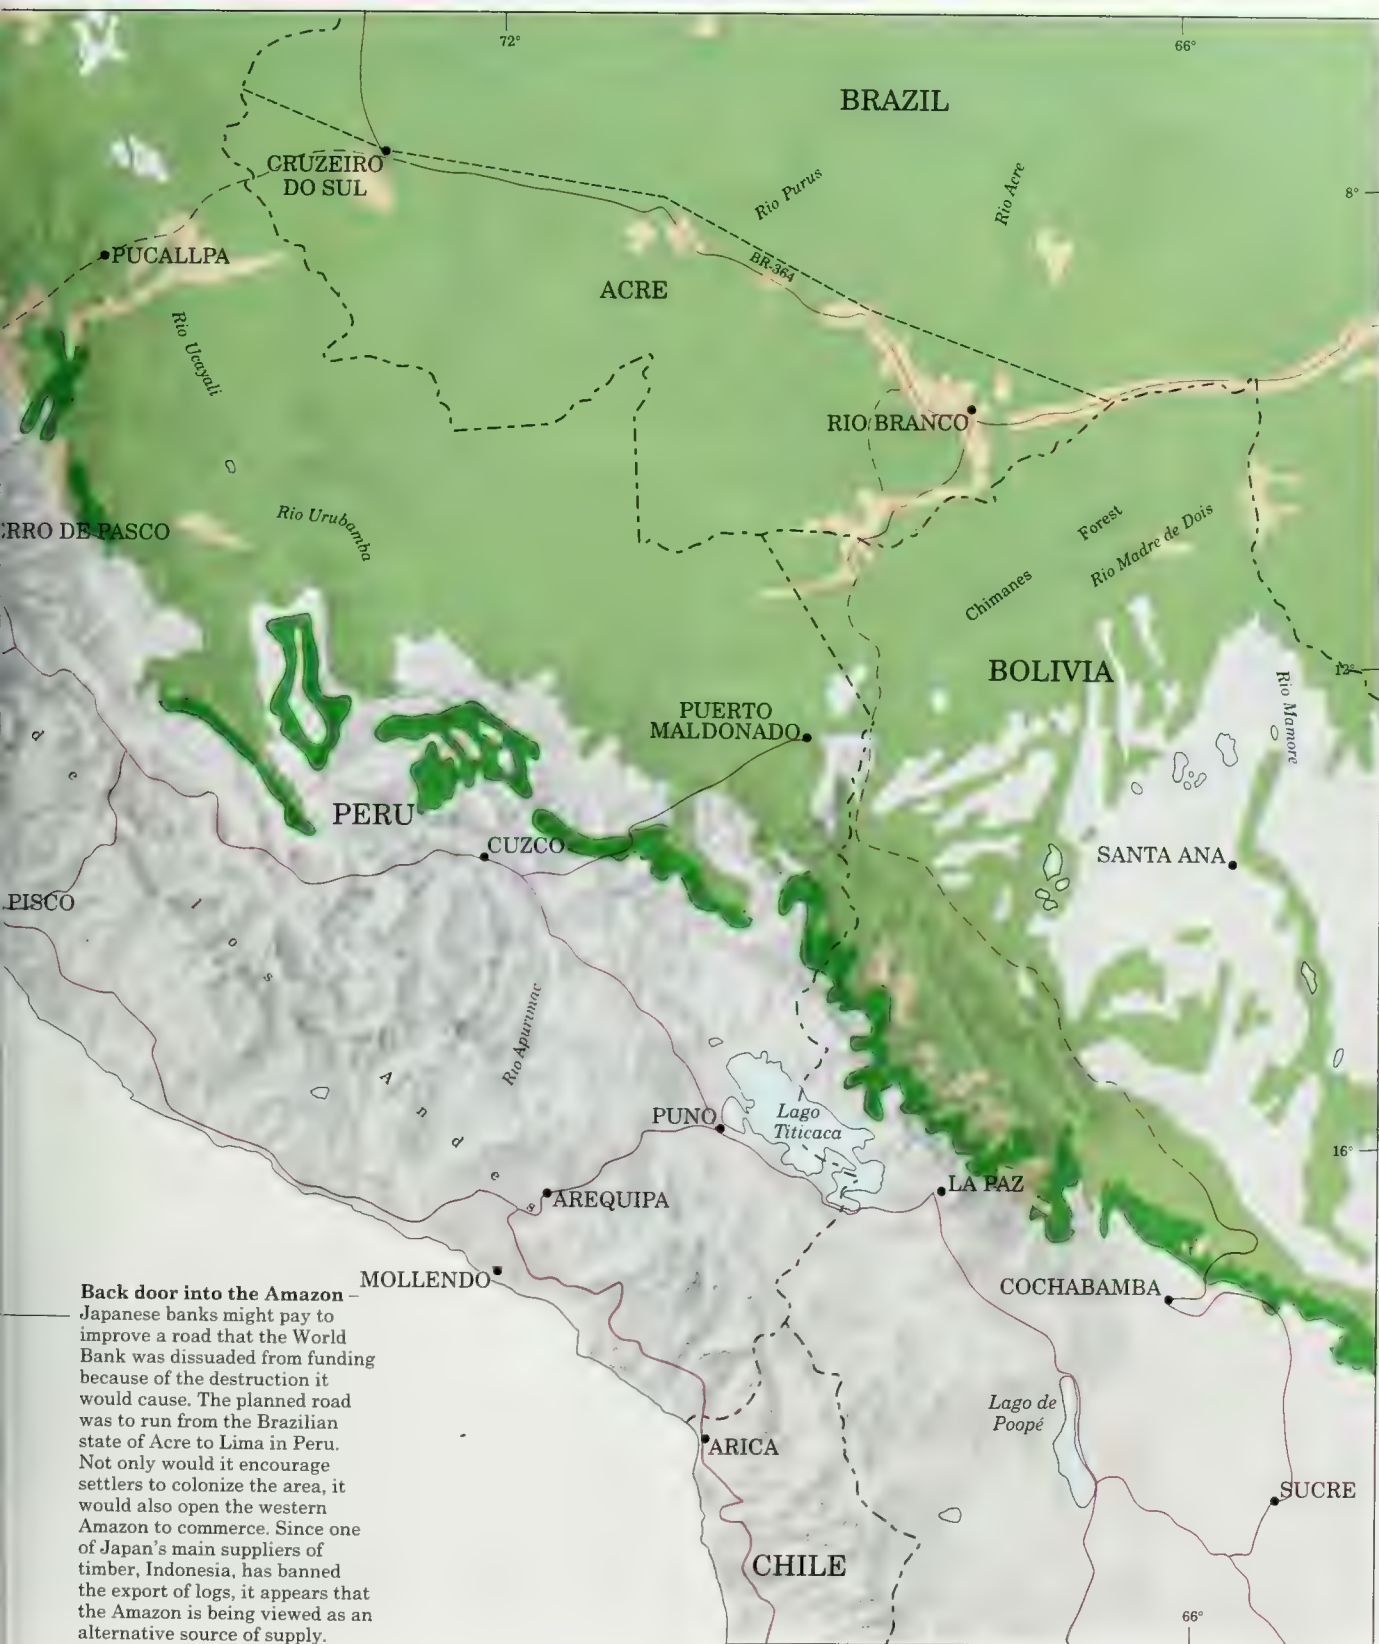 72°
66°
BRAZIL
CRUZEIRO
DO SUL
Rio Purus
Rio Acre
8°
PUCALLPA
BR-364
ACRE
Rio Ucayali
RIO BRANCO
Rio Urubamba
Forest
Rio Madre de Dois
RRO DE PASCO
Chimanes
BOLIVIA
12°
Rio Mamore
PUERTO
MALDONADO
d
e
PERU
CUZCO
SANTA ANA
PISCO
l
o
s
Rio Apurimac
A
n
d
e
s
PUNO
Lago
Titicaca
16°
LA PAZ
AREQUIPA
MOLLENDO
COCHABAMBA
Back door into the Amazon –
Japanese banks might pay to
improve a road that the World
Bank was dissuaded from funding
because of the destruction it
would cause. The planned road
was to run from the Brazilian
state of Acre to Lima in Peru.
Not only would it encourage
settlers to colonize the area, it
would also open the western
Amazon to commerce. Since one
of Japan's main suppliers of
timber, Indonesia, has banned
the export of logs, it appears that
the Amazon is being viewed as an
alternative source of supply.
Lago de
Poopé
ARICA
SUCRE
CHILE
66°